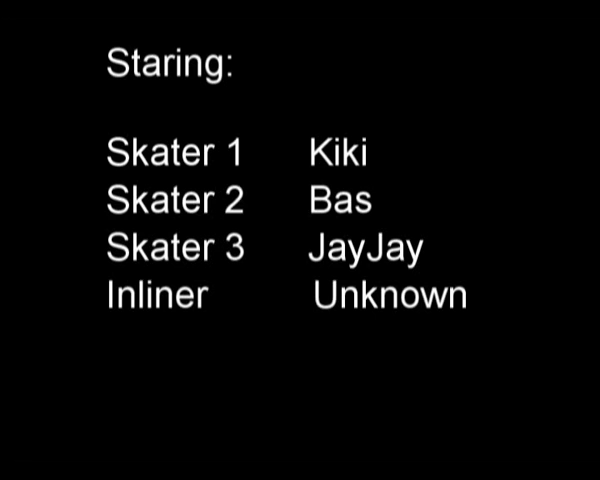 Staring:
Skater 1 Kiki
Skater 2 Bas
Skater 3 JayJay
Inliner Unknown